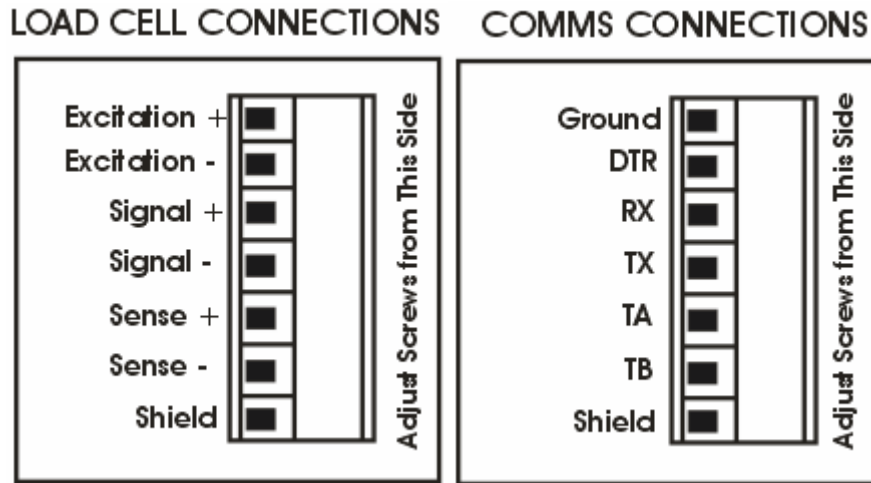 LOAD CELL CONNECTIONS
Excitation +
Excitation -
Signal +
Signal -
Sense +
Sense -
Shield
Adjust Screws from This Side
COMMS CONNECTIONS
Ground
DTR
RX
TX
TA
TB
Shield
Adjust Screws from This Side